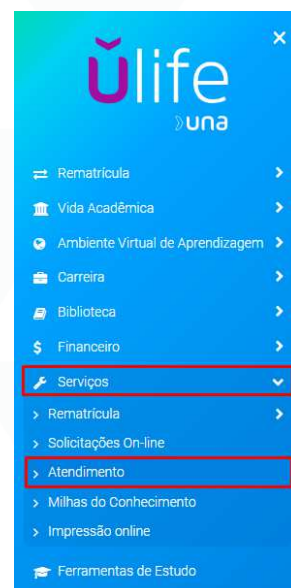 ŭlife
una
Rematrícula
Vida Acadêmica
Ambiente Virtual de Aprendizagem
Carreira
Biblioteca
Financeiro
Serviços
Rematrícula
Solicitações On-line
Atendimento
Milhas do Conhecimento
Impressão online
Ferramentas de Estudo